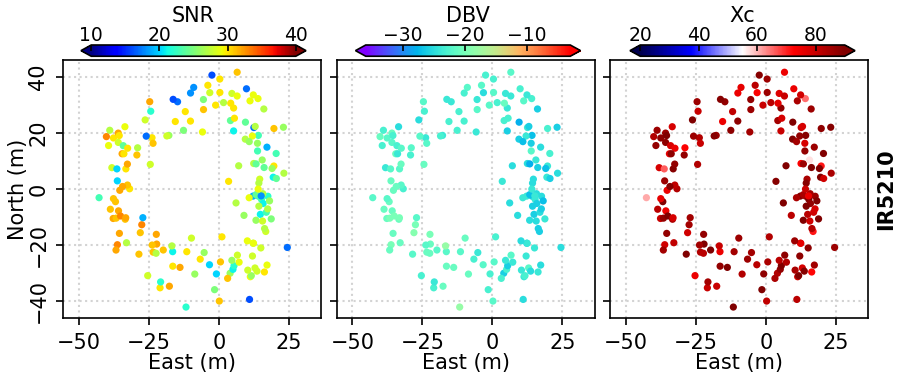 SNR DBV Xc
10 20 30 40 −30 −20 −10 20 40 60 80
40
20
0
−20
−40
North (m)
−50 −25 0 25 −50 −25 0 25 −50 −25 0 25
East (m) East (m) East (m)
IR5210